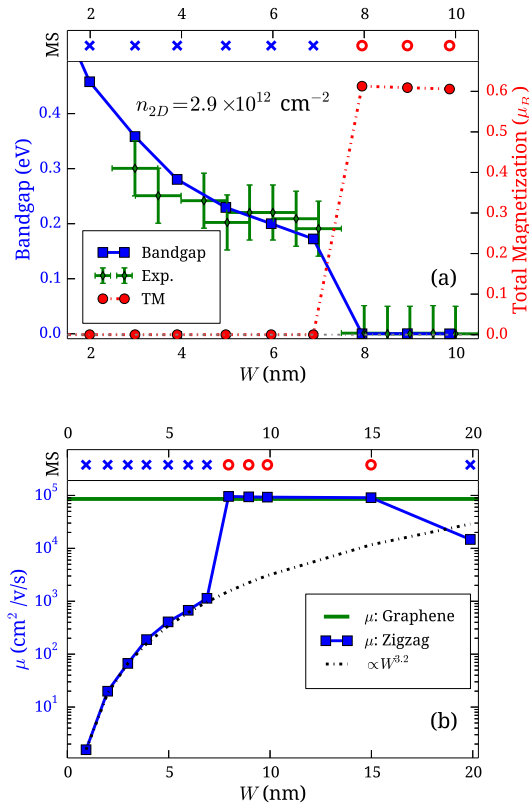 2 4 6 8 10
MS
n₂D = 2.9 × 10¹² cm⁻²
0.4
0.3
0.2
0.1
0.0
Bandgap (eV)
0.6
0.5
0.4
0.3
0.2
0.1
0.0
Total Magnetization (μB)
Bandgap
Exp.
TM
(a)
2 4 6 8 10
W (nm)
0 5 10 15 20
MS
10⁵
10⁴
10³
10²
10¹
μ (cm²/v/s)
μ: Graphene
μ: Zigzag
∝W³·²
(b)
0 5 10 15 20
W (nm)